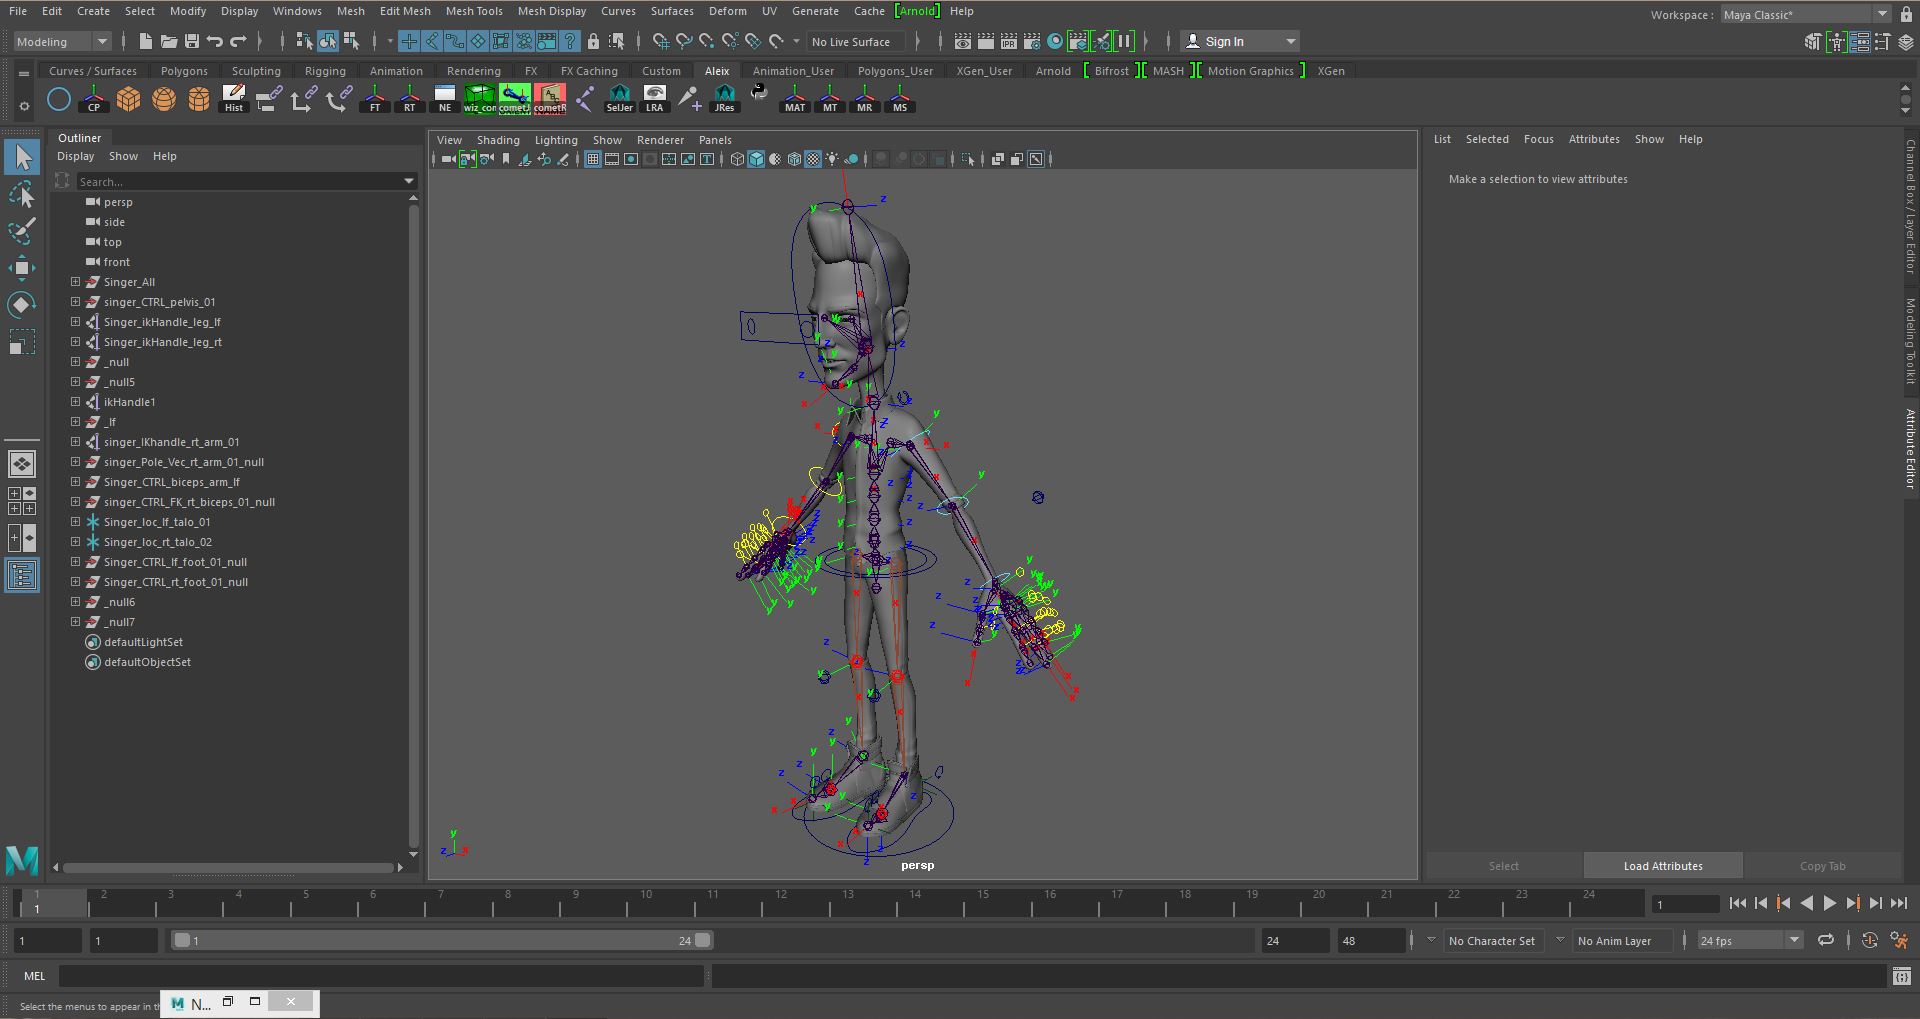 File Edit Create Select Modify Display Windows Mesh Edit Mesh Mesh Tools Mesh Display Curves Surfaces Deform UV Generate Cache [Arnold] Help
Workspace : Maya Classic*
Modeling No Live Surface Sign In
IPR
Curves / Surfaces Polygons Sculpting Rigging Animation Rendering FX FX Caching Custom Aleix Animation_User Polygons_User XGen_User Arnold Bifrost MASH Motion Graphics XGen
CP Hist FT RT NE SelJer LRA JRes MAT MT MR MS
Outliner
Display Show Help
Search...
persp
side
top
front
Singer_All
singer_CTRL_pelvis_01
Singer_ikHandle_leg_lf
Singer_ikHandle_leg_rt
_null
_null5
ikHandle1
_lf
singer_IKhandle_rt_arm_01
singer_Pole_Vec_rt_arm_01_null
Singer_CTRL_biceps_arm_lf
singer_CTRL_FK_rt_biceps_01_null
Singer_loc_lf_talo_01
Singer_loc_rt_talo_02
Singer_CTRL_lf_foot_01_null
Singer_CTRL_rt_foot_01_null
_null6
_null7
defaultLightSet
defaultObjectSet
View Shading Lighting Show Renderer Panels
persp
List Selected Focus Attributes Show Help
Make a selection to view attributes
Select Load Attributes Copy Tab
Channel Box / Layer Editor
Modeling Toolkit
Attribute Editor
1 2 3 4 5 6 7 8 9 10 11 12 13 14 15 16 17 18 19 20 21 22 23 24
1 1
1 1 1 24 24 48 No Character Set No Anim Layer 24 fps
MEL
Select the menus to appear in th
N...